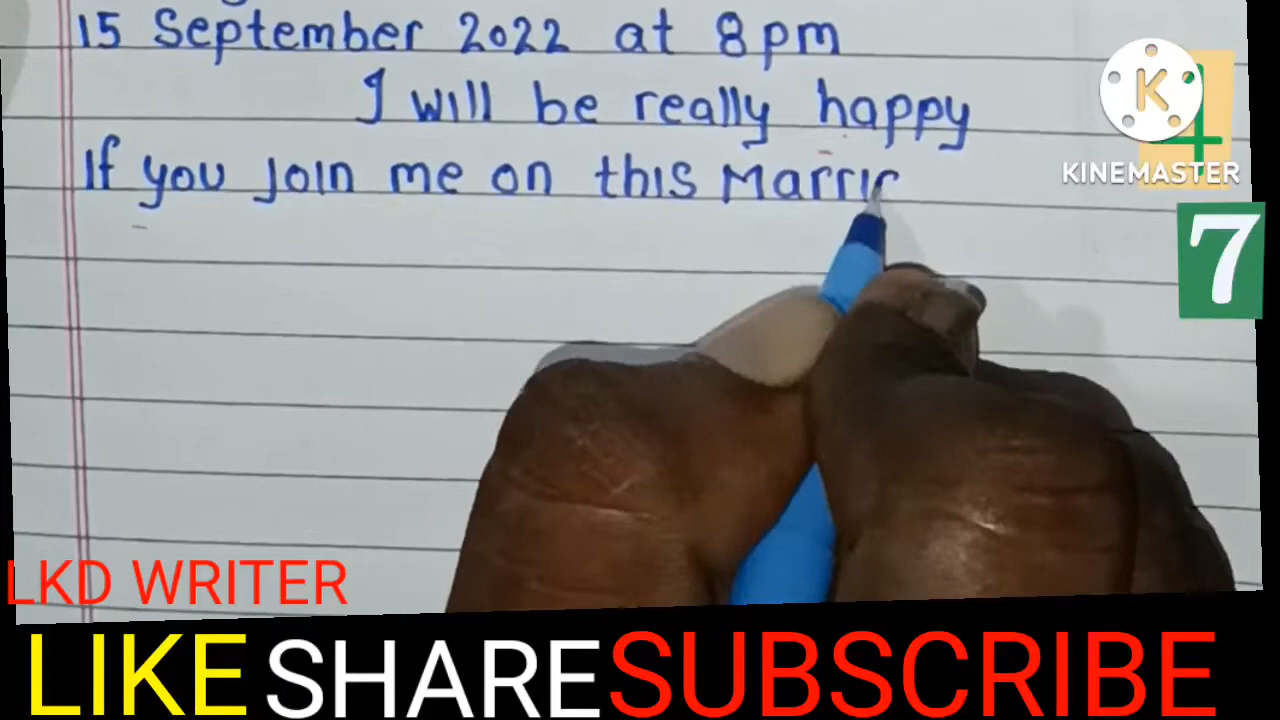 15 September 2022 at 8pm
I will be really happy
If you Join me on this
K
4
KINEMASTER
7
LKD WRITER
LIKE SHARE SUBSCRIBE